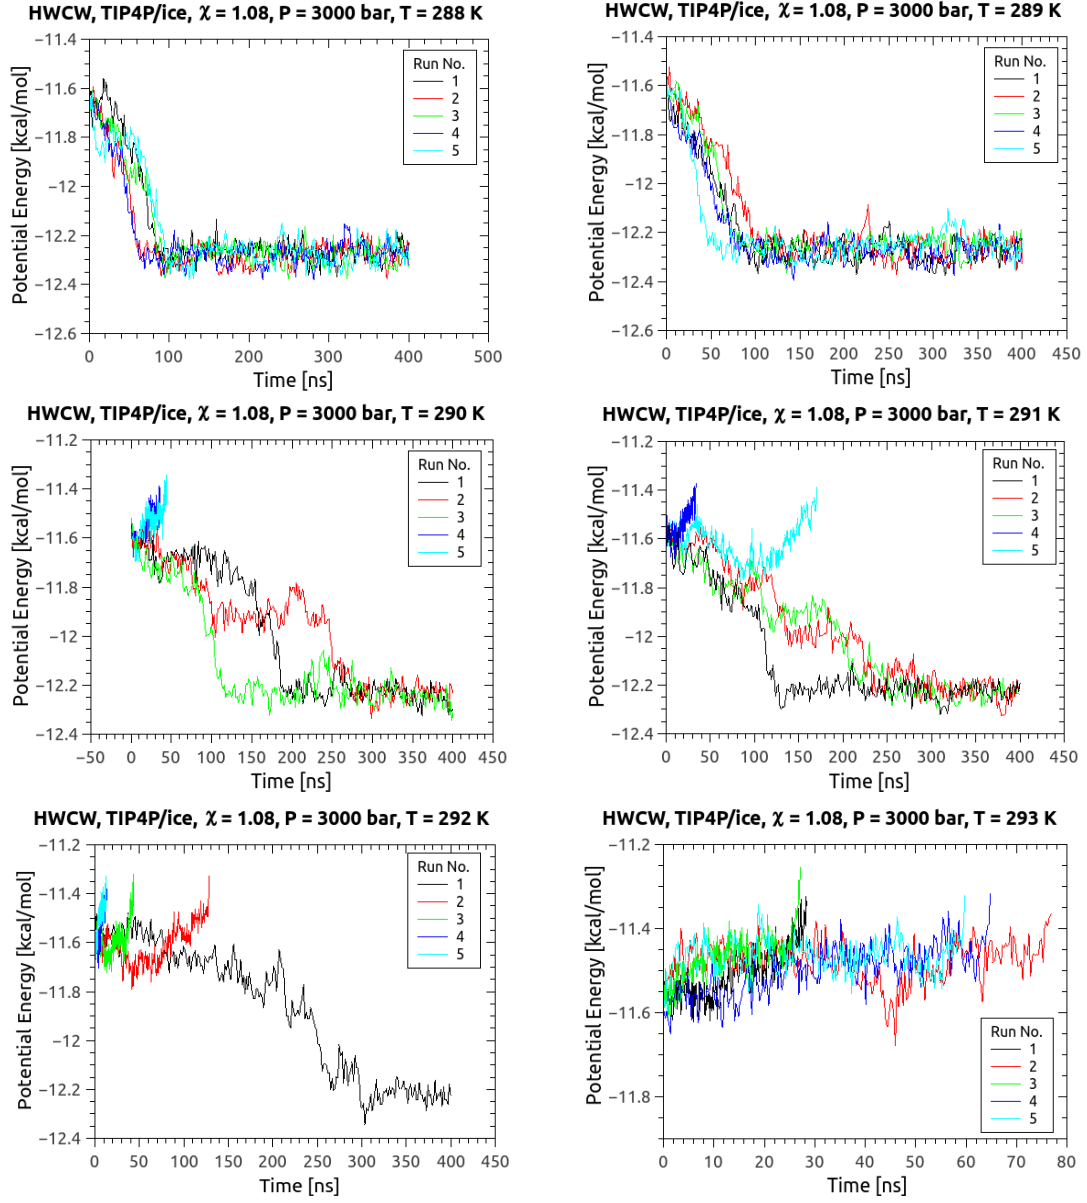 HWCW, TIP4P/ice, χ = 1.08, P = 3000 bar, T = 288 K
Potential Energy [kcal/mol]
−11.4
−11.6
−11.8
−12
−12.2
−12.4
−12.6
Run No.
1
2
3
4
5
0 100 200 300 400 500
Time [ns]
HWCW, TIP4P/ice, χ = 1.08, P = 3000 bar, T = 289 K
Potential Energy [kcal/mol]
−11.4
−11.6
−11.8
−12
−12.2
−12.4
−12.6
Run No.
1
2
3
4
5
0 50 100 150 200 250 300 350 400 450
Time [ns]
HWCW, TIP4P/ice, χ = 1.08, P = 3000 bar, T = 290 K
Potential Energy [kcal/mol]
−11.2
−11.4
−11.6
−11.8
−12
−12.2
−12.4
Run No.
1
2
3
4
5
−50 0 50 100 150 200 250 300 350 400 450
Time [ns]
HWCW, TIP4P/ice, χ = 1.08, P = 3000 bar, T = 291 K
Potential Energy [kcal/mol]
−11.2
−11.4
−11.6
−11.8
−12
−12.2
−12.4
Run No.
1
2
3
4
5
0 50 100 150 200 250 300 350 400 450
Time [ns]
HWCW, TIP4P/ice, χ = 1.08, P = 3000 bar, T = 292 K
Potential Energy [kcal/mol]
−11.2
−11.4
−11.6
−11.8
−12
−12.2
−12.4
Run No.
1
2
3
4
5
0 50 100 150 200 250 300 350 400 450
Time [ns]
HWCW, TIP4P/ice, χ = 1.08, P = 3000 bar, T = 293 K
Potential Energy [kcal/mol]
−11.2
−11.4
−11.6
−11.8
Run No.
1
2
3
4
5
0 10 20 30 40 50 60 70 80
Time [ns]